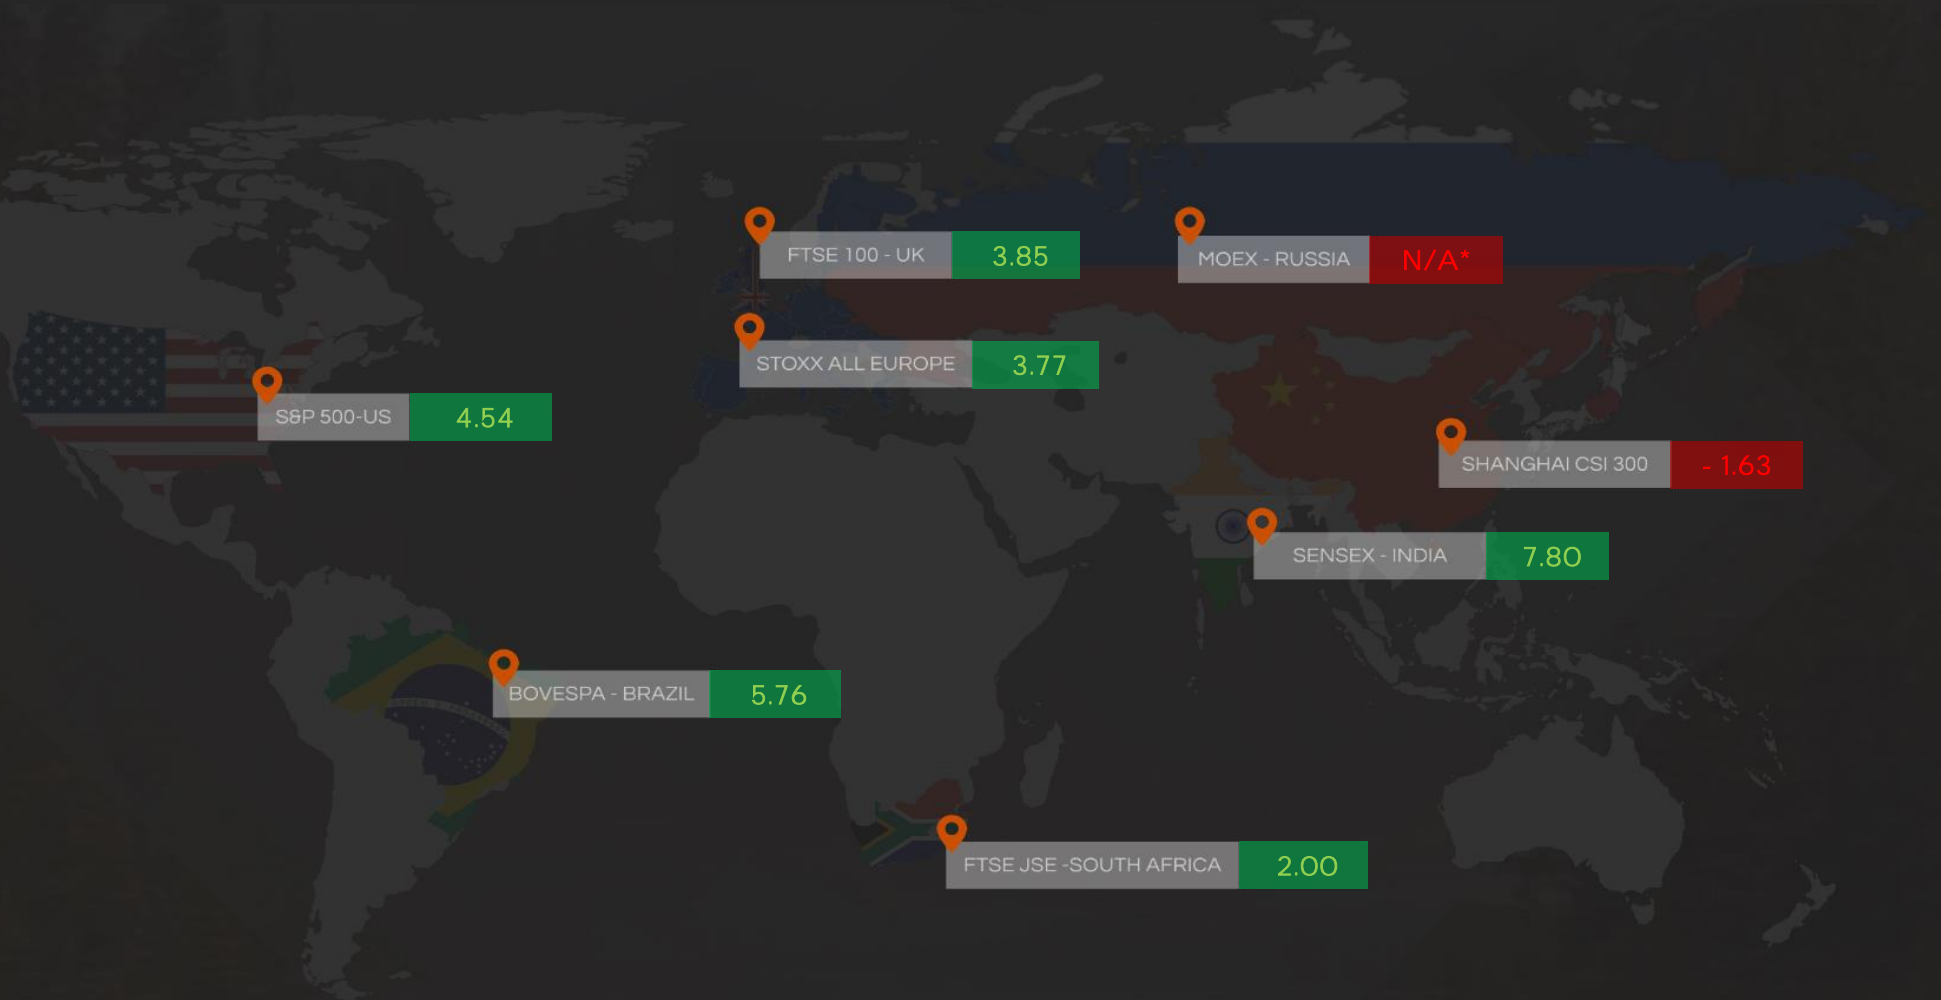 FTSE 100 - UK 3.85
MOEX - RUSSIA N/A*
STOXX ALL EUROPE 3.77
S&P 500-US 4.54
SHANGHAI CSI 300 - 1.63
SENSEX - INDIA 7.80
BOVESPA - BRAZIL 5.76
FTSE JSE -SOUTH AFRICA 2.00